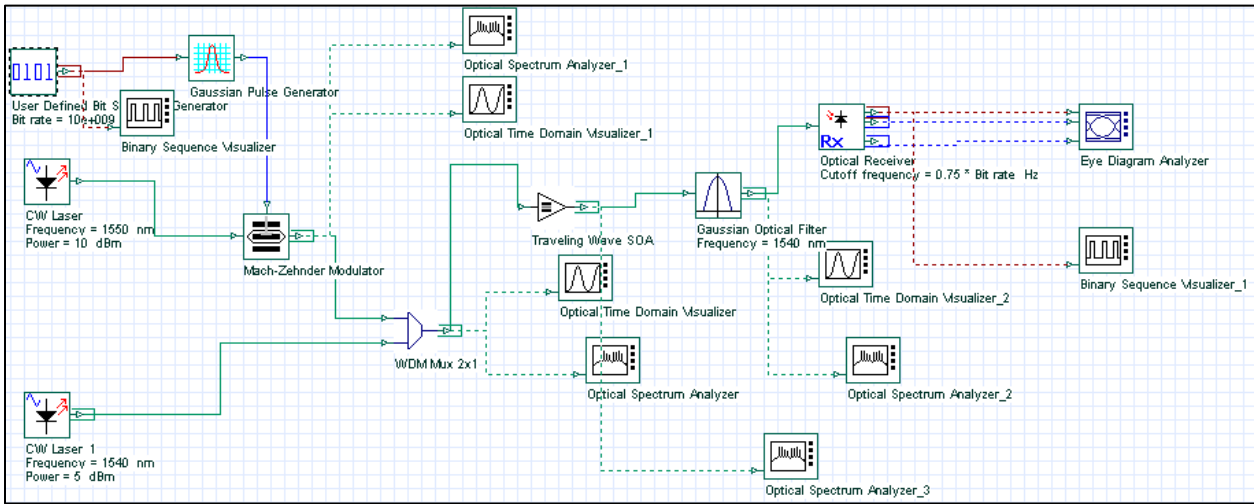 Optical Spectrum Analyzer_1
0101
Gaussian Pulse Generator
User Defined Bit S Generator
Bit rate = 10e+009
Binary Sequence Visualizer
Optical Time Domain Visualizer_1
Rx
Optical Receiver
Cutoff frequency = 0.75 * Bit rate Hz
Eye Diagram Analyzer
CW Laser
Frequency = 1550 nm
Power = 10 dBm
Mach-Zehnder Modulator
Traveling Wave SOA
Gaussian Optical Filter
Frequency = 1540 nm
Optical Time Domain Visualizer
Optical Time Domain Visualizer_2
Binary Sequence Visualizer_1
WDM Mux 2x1
Optical Spectrum Analyzer
Optical Spectrum Analyzer_2
CW Laser 1
Frequency = 1540 nm
Power = 5 dBm
Optical Spectrum Analyzer_3